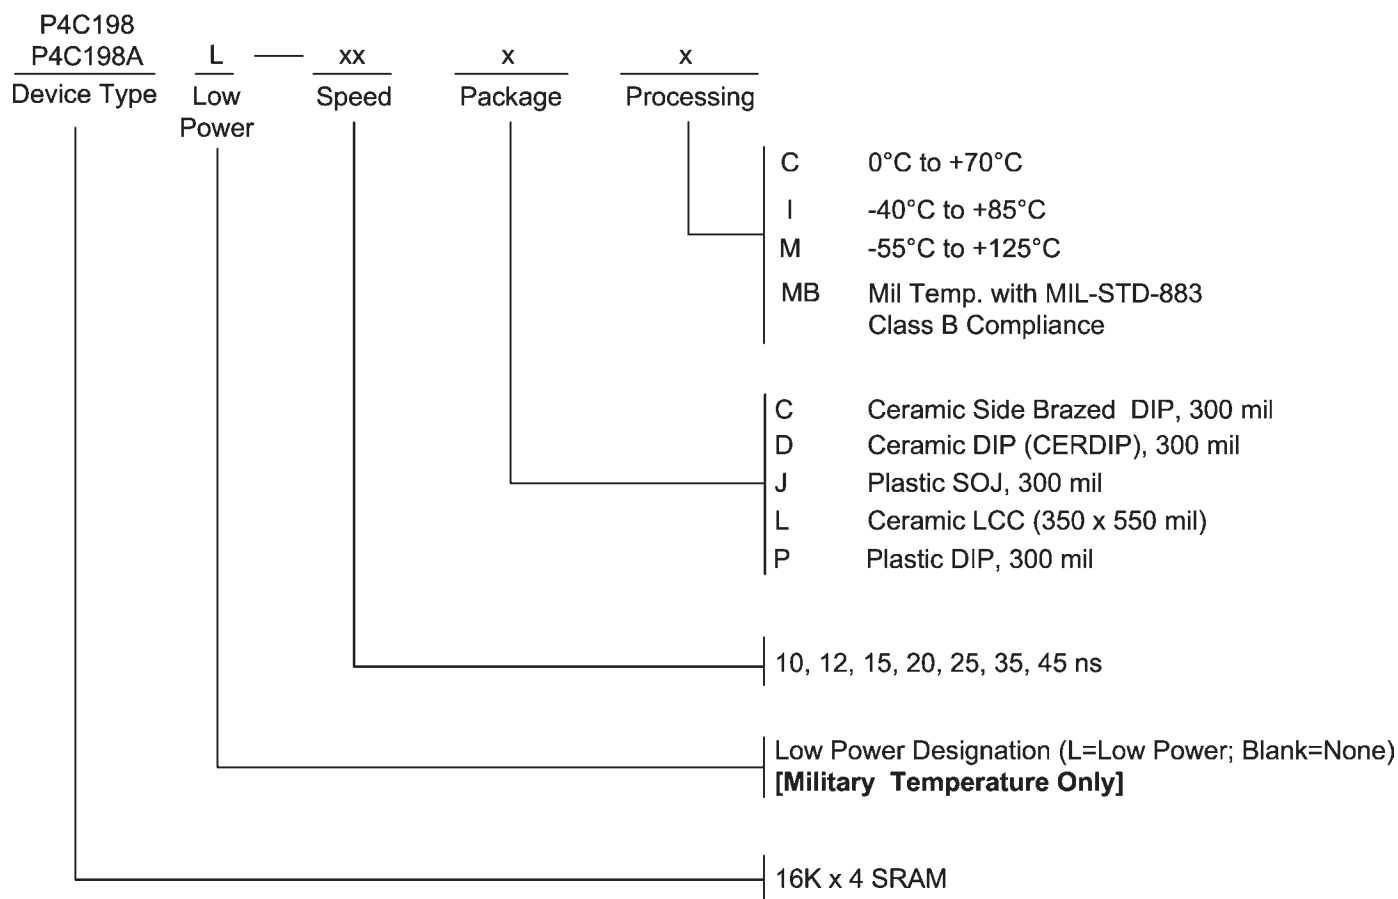 P4C198
P4C198A L — xx x x
Device Type Low Power Speed Package Processing
C 0°C to +70°C
I -40°C to +85°C
M -55°C to +125°C
MB Mil Temp. with MIL-STD-883
Class B Compliance
C Ceramic Side Brazed DIP, 300 mil
D Ceramic DIP (CERDIP), 300 mil
J Plastic SOJ, 300 mil
L Ceramic LCC (350 x 550 mil)
P Plastic DIP, 300 mil
10, 12, 15, 20, 25, 35, 45 ns
Low Power Designation (L=Low Power; Blank=None)
[Military Temperature Only]
16K x 4 SRAM